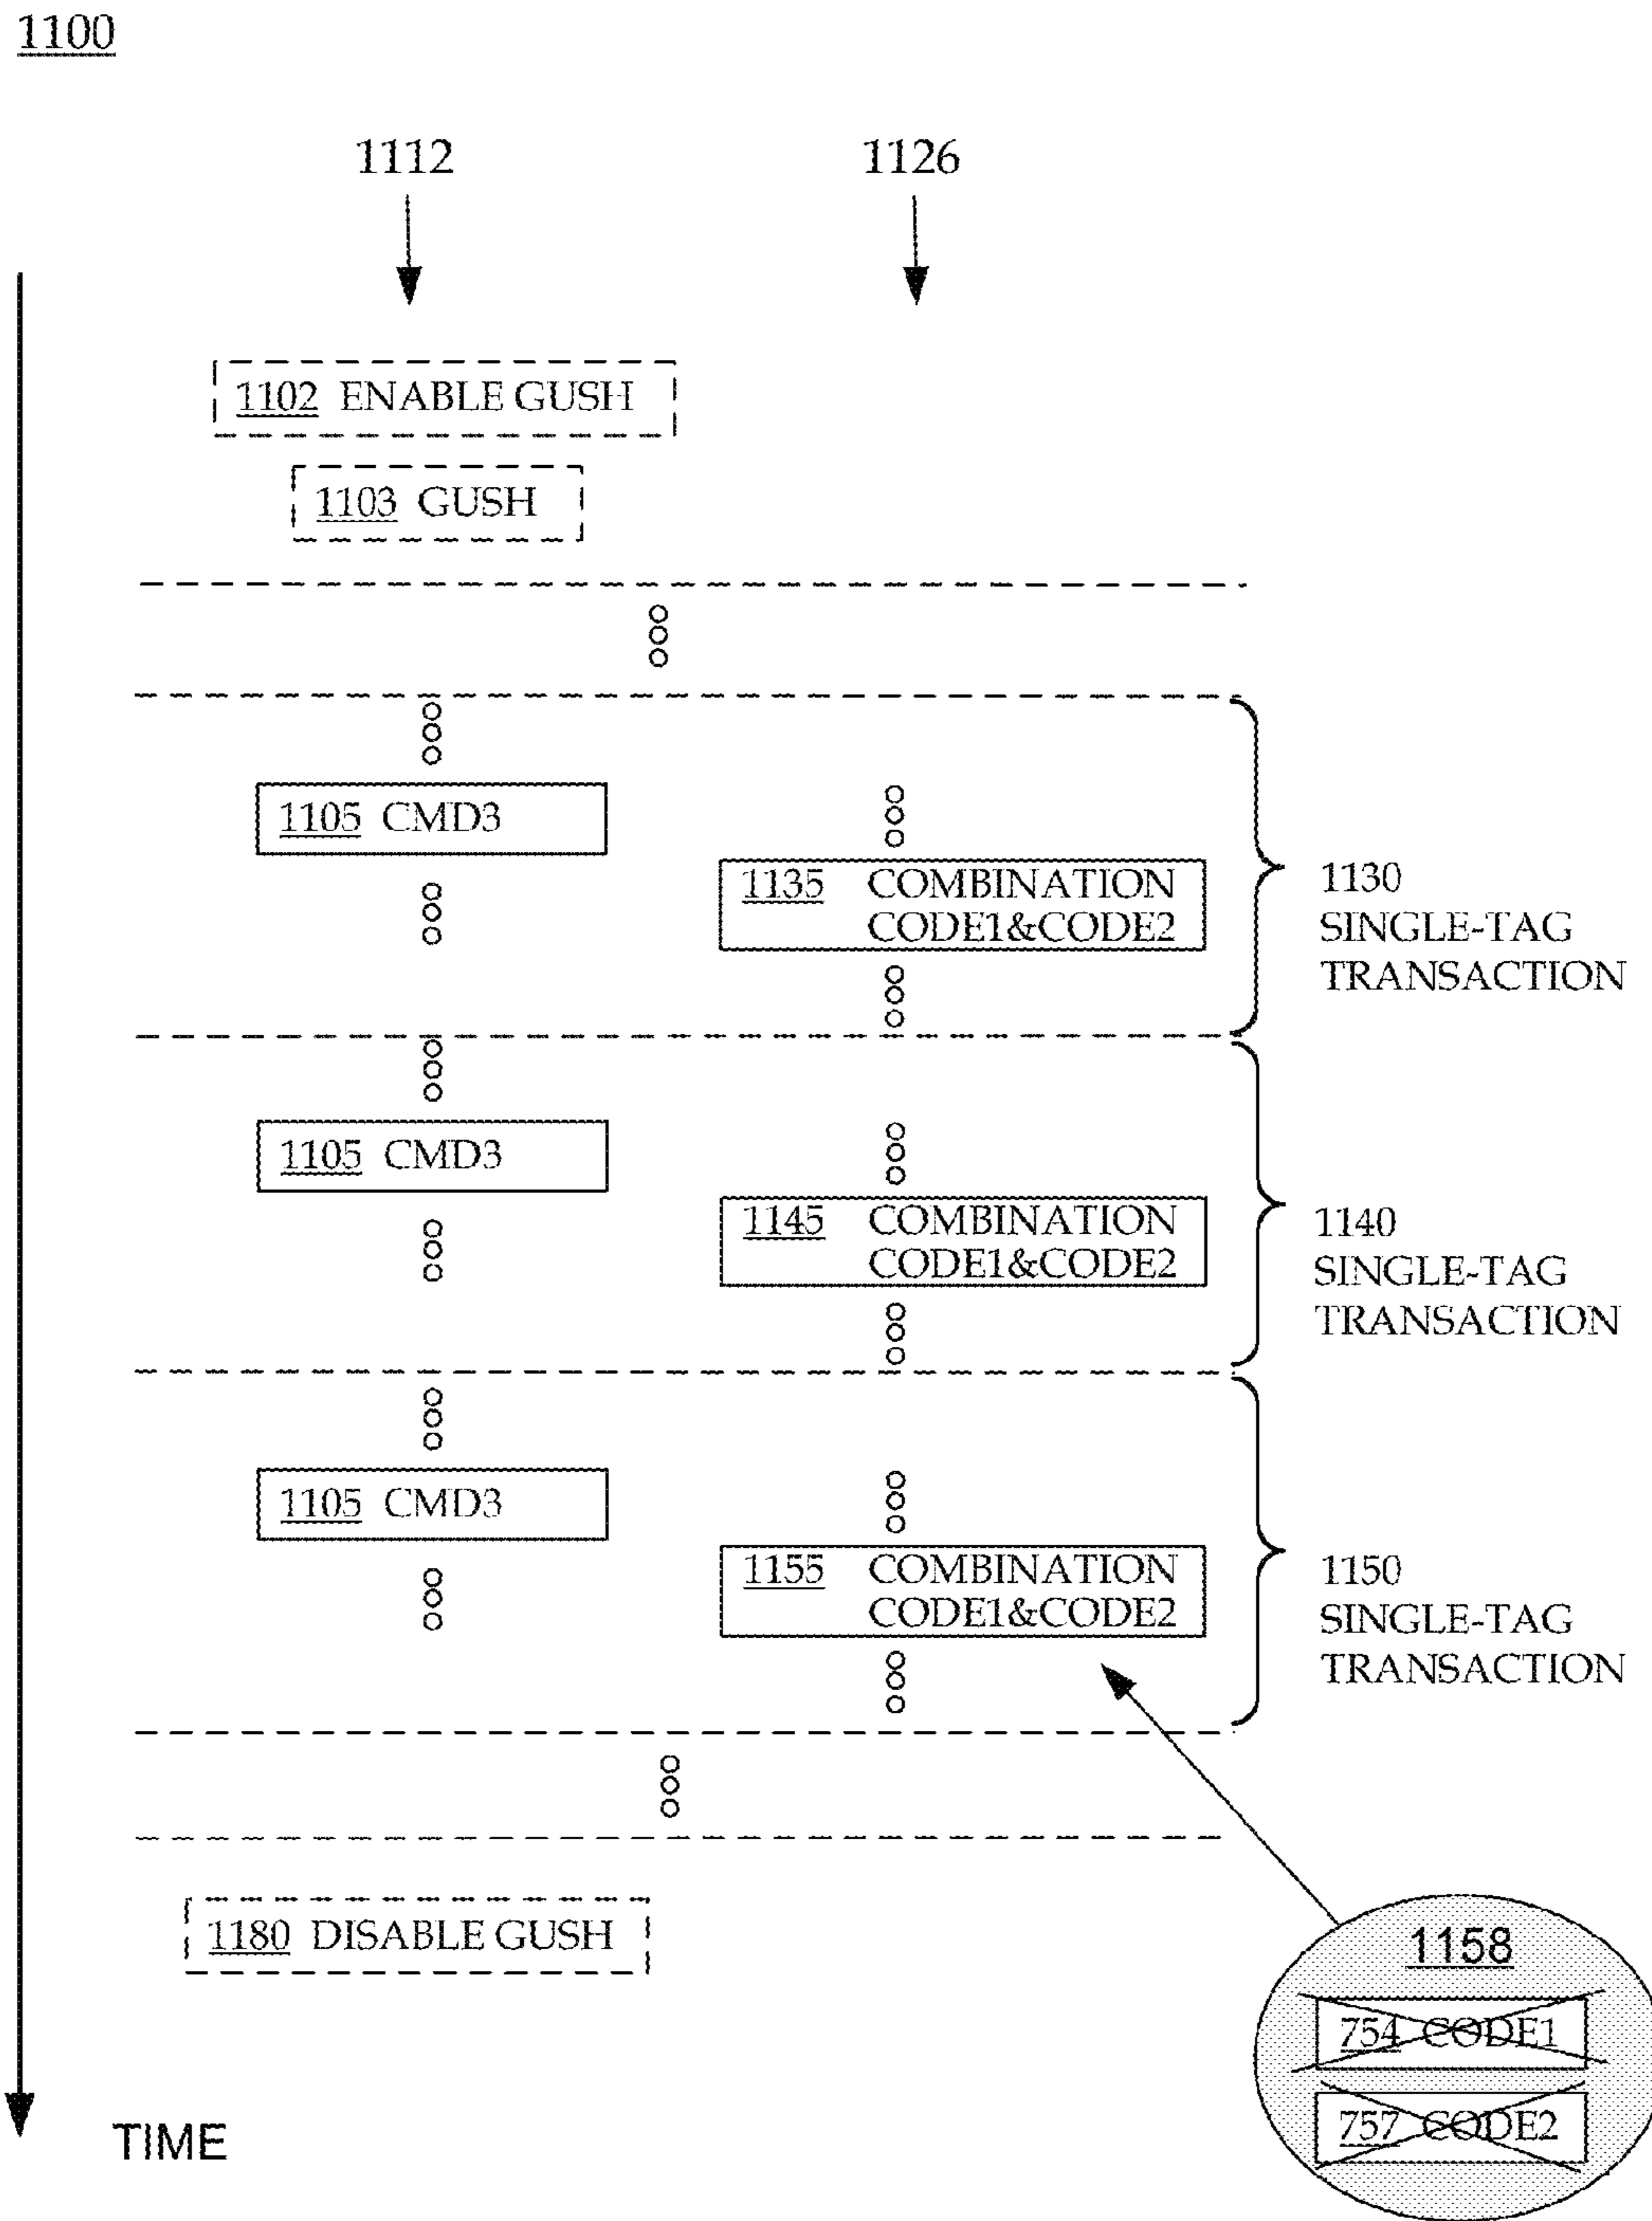 1100
1112
1126
1102 ENABLE GUSH
1103 GUSH
1105 CMD3
1135 COMBINATION
CODE1&CODE2
1130
SINGLE-TAG
TRANSACTION
1105 CMD3
1145 COMBINATION
CODE1&CODE2
1140
SINGLE-TAG
TRANSACTION
1105 CMD3
1155 COMBINATION
CODE1&CODE2
1150
SINGLE-TAG
TRANSACTION
1180 DISABLE GUSH
1158
754 CODE1
757 CODE2
TIME